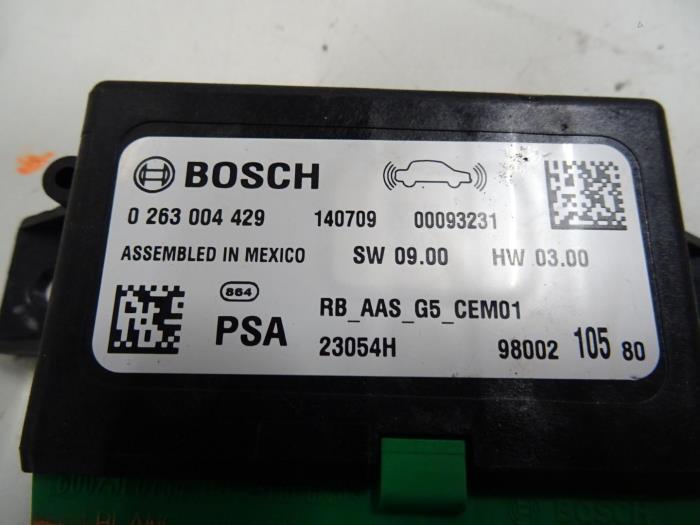 BOSCH
0 263 004 429 140709 00093231
ASSEMBLED IN MEXICO SW 09.00 HW 03.00
864
PSA RB_AAS_G5_CEM01
23054H 98002 105 80
BOSCH